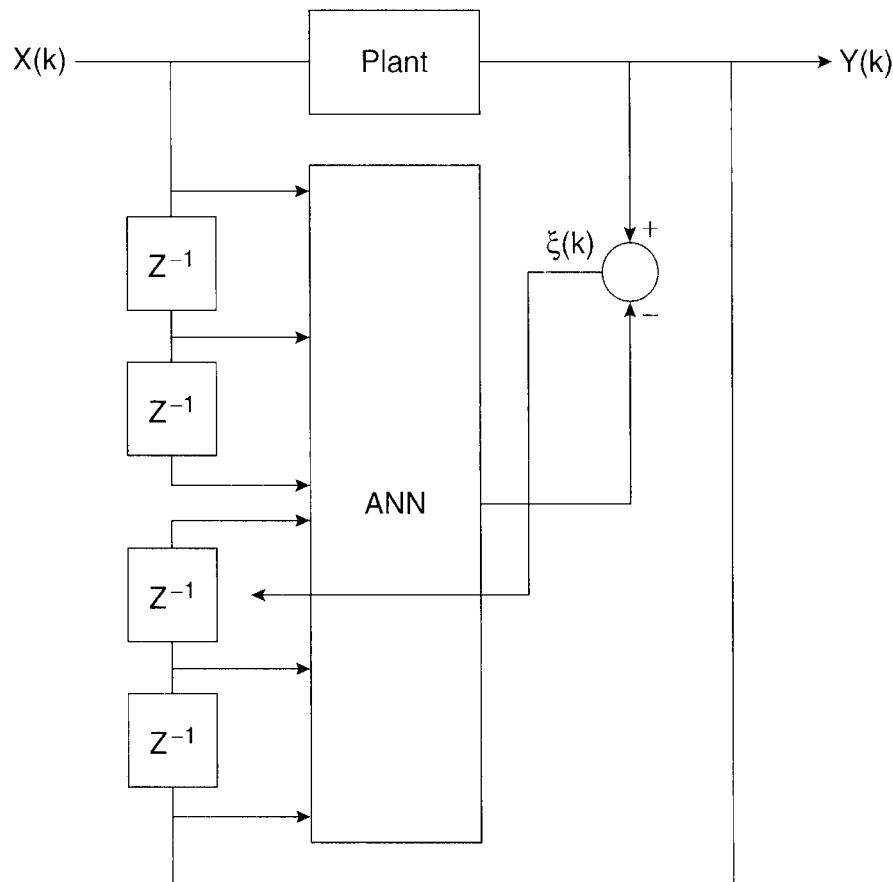 X(k)
Plant
Y(k)
Z⁻¹
ξ(k)
+
−
Z⁻¹
ANN
Z⁻¹
Z⁻¹